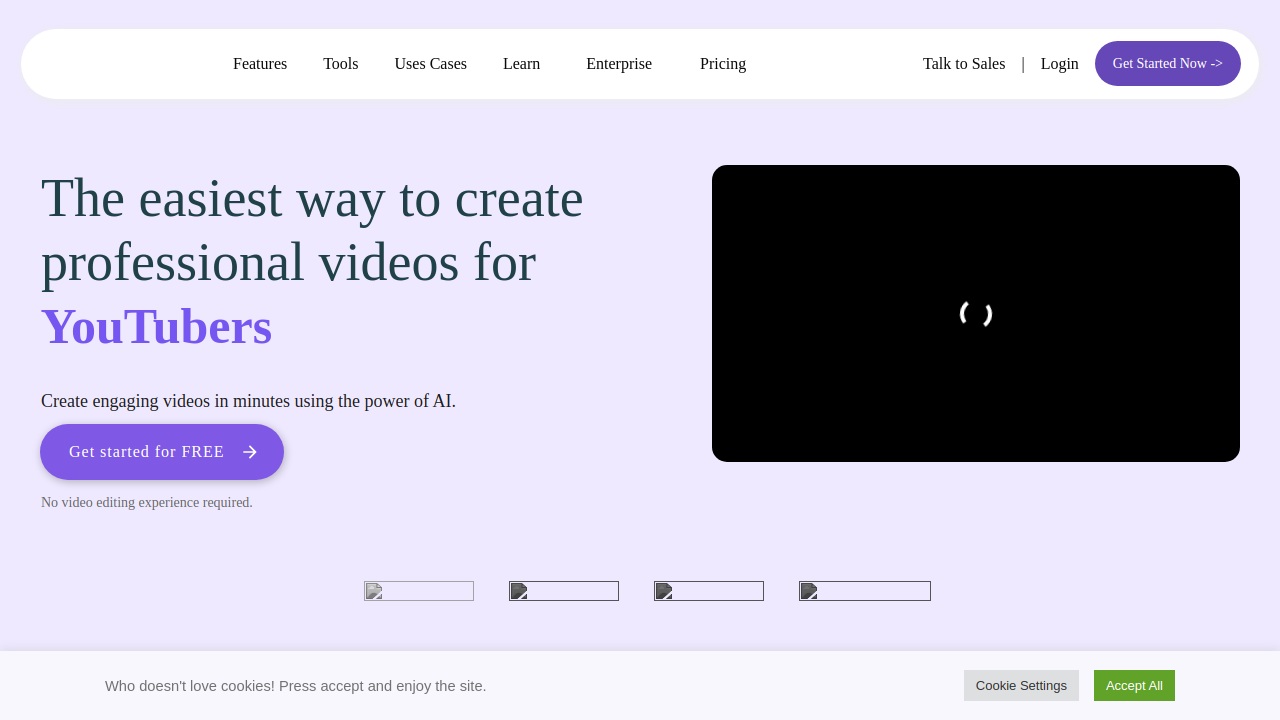 Features Tools Uses Cases Learn Enterprise Pricing Talk to Sales | Login Get Started Now ->
The easiest way to create
professional videos for
YouTubers
Create engaging videos in minutes using the power of AI.
Get started for FREE
No video editing experience required.
Who doesn't love cookies! Press accept and enjoy the site. Cookie Settings Accept All